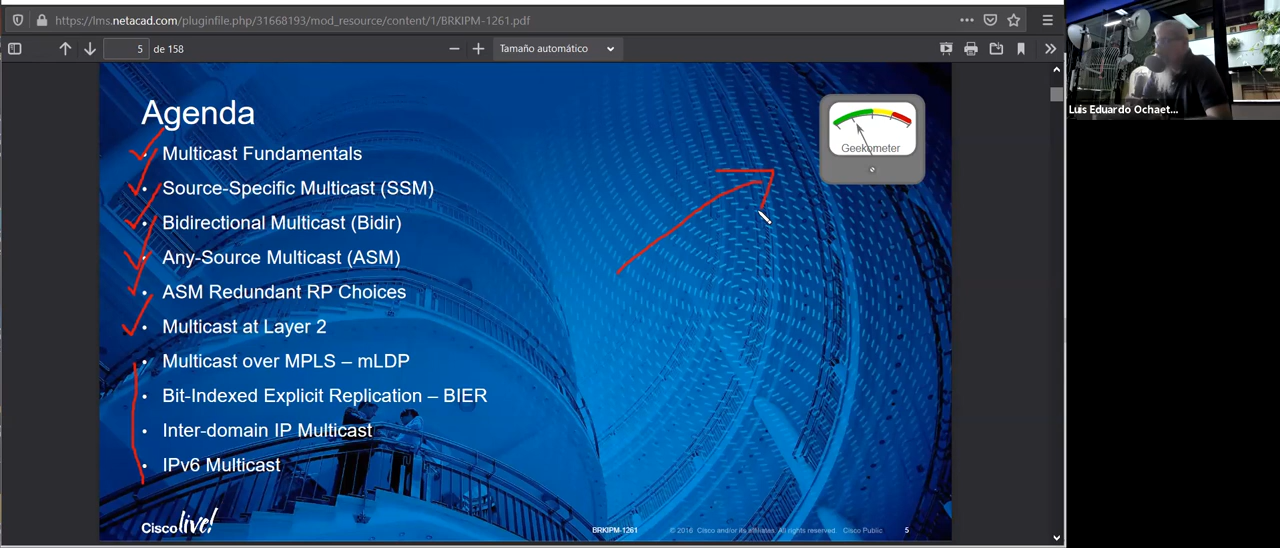 https://lms.netacad.com/pluginfile.php/31668193/mod_resource/content/1/BRKIPM-1261.pdf
5 de 158
Tamaño automático
Luis Eduardo Ochaet...
Agenda
Geekometer
• Multicast Fundamentals
• Source-Specific Multicast (SSM)
• Bidirectional Multicast (Bidir)
• Any-Source Multicast (ASM)
• ASM Redundant RP Choices
• Multicast at Layer 2
• Multicast over MPLS – mLDP
• Bit-Indexed Explicit Replication – BIER
• Inter-domain IP Multicast
• IPv6 Multicast
Cisco live!
BRKIPM-1261
© 2016 Cisco and/or its affiliates. All rights reserved. Cisco Public
5